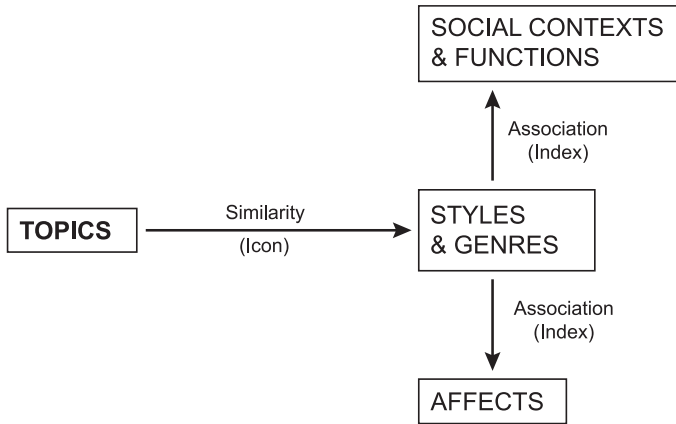 SOCIAL CONTEXTS
& FUNCTIONS
Association
(Index)
TOPICS
Similarity
(Icon)
STYLES
& GENRES
Association
(Index)
AFFECTS